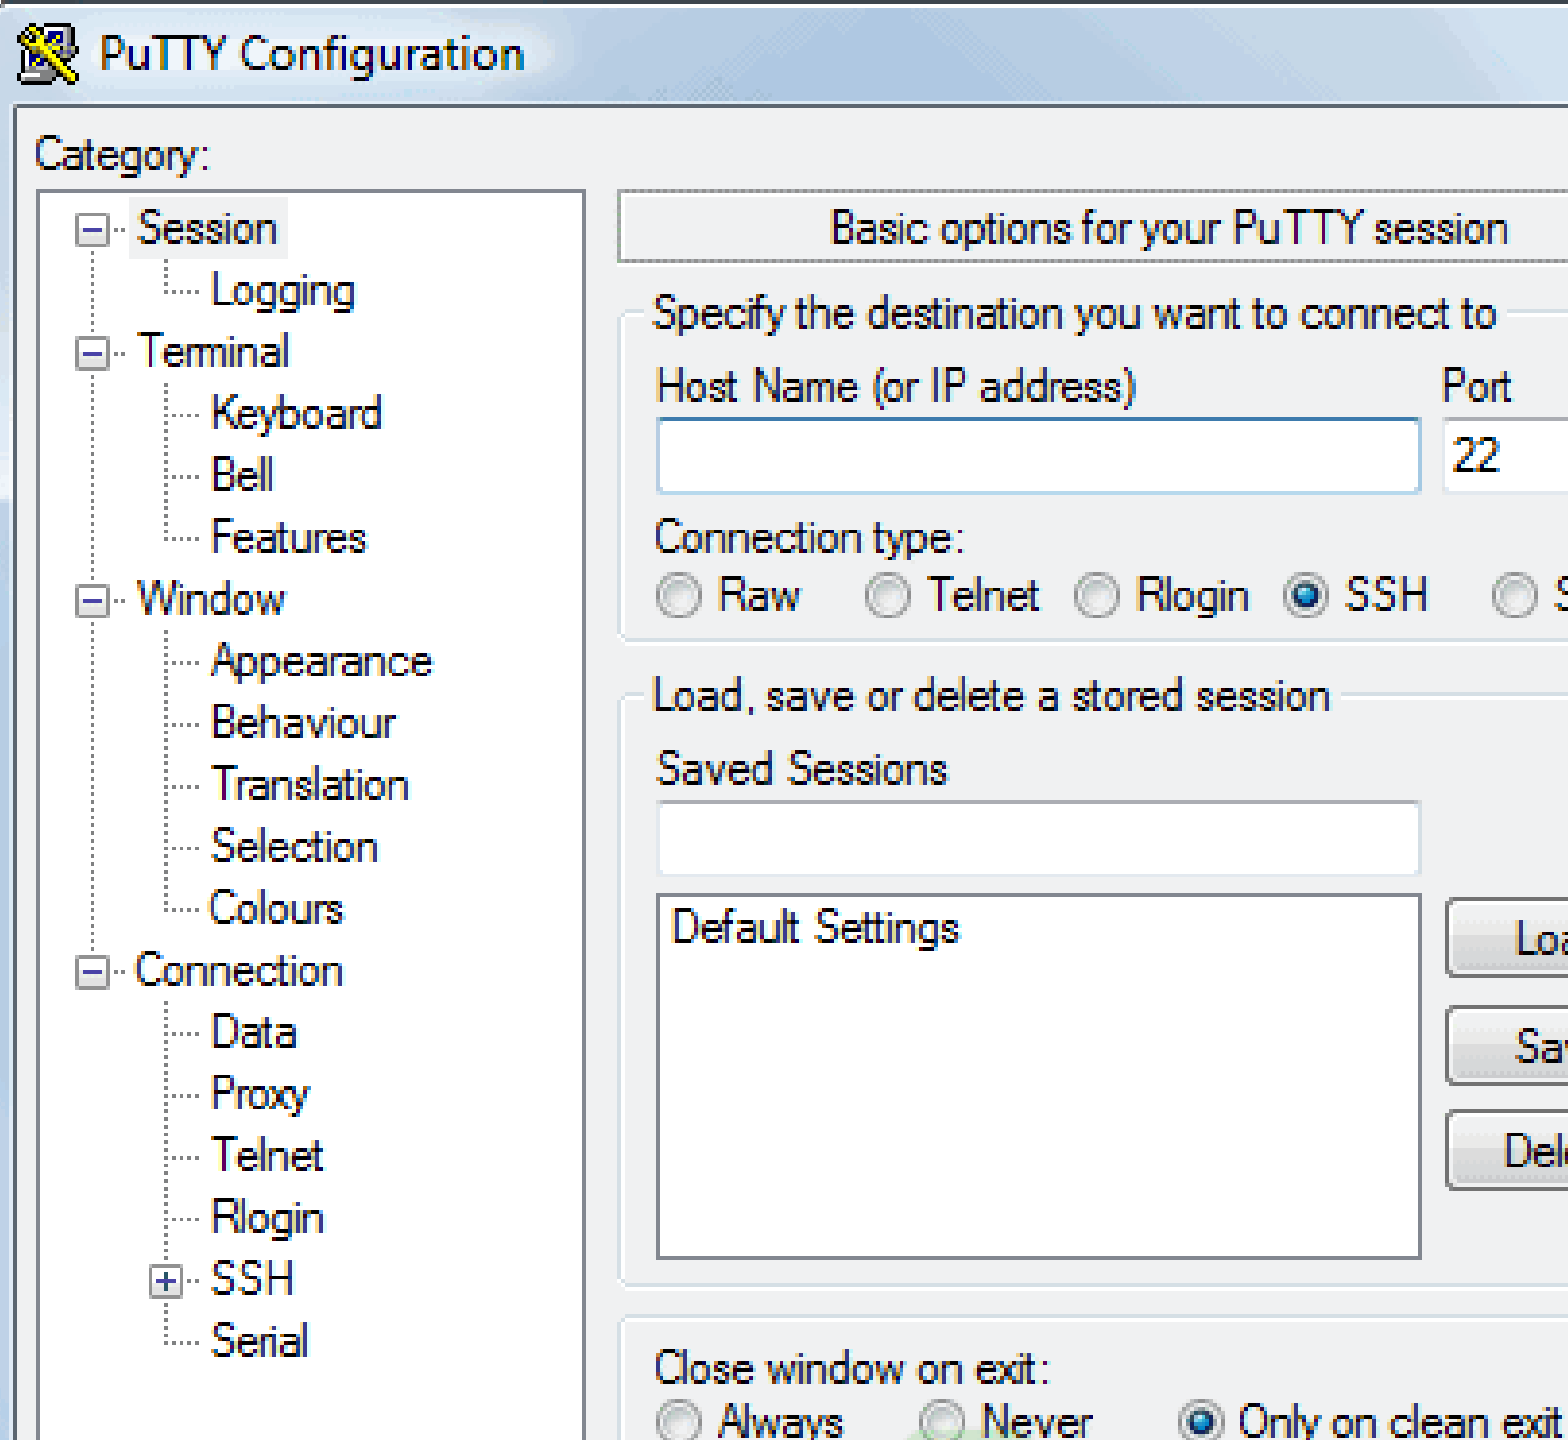 PuTTY Configuration
Category:
Session
Logging
Terminal
Keyboard
Bell
Features
Window
Appearance
Behaviour
Translation
Selection
Colours
Connection
Data
Proxy
Telnet
Rlogin
SSH
Serial
Basic options for your PuTTY session
Specify the destination you want to connect to
Host Name (or IP address) Port
22
Connection type:
Raw Telnet Rlogin SSH
Load, save or delete a stored session
Saved Sessions
Default Settings
Close window on exit:
Always Never Only on clean exit